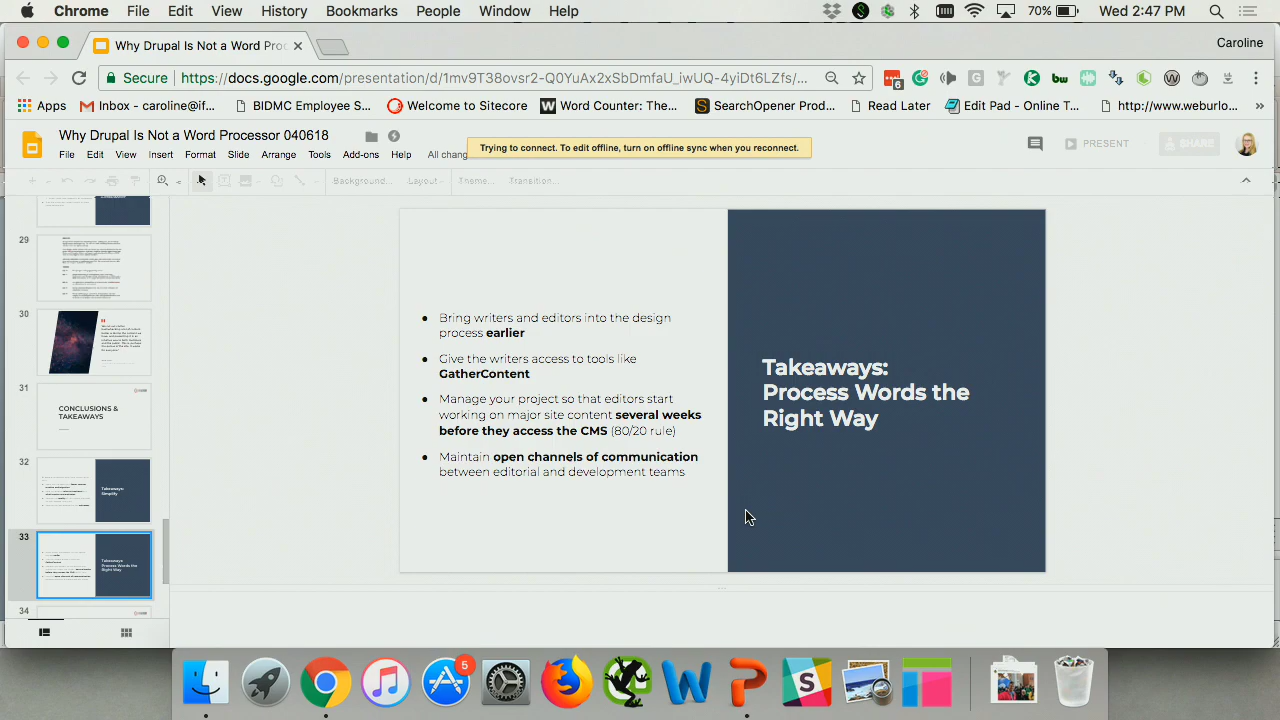 Chrome File Edit View History Bookmarks People Window Help 70% Wed 2:47 PM
Why Drupal Is Not a Word Proc Caroline
Secure https://docs.google.com/presentation/d/1mv9T38ovsr2-Q0YuAx2xSbDmfaU_iwUQ-4yiDt6LZfs/... 6
Apps Inbox - caroline@if... BIDMC Employee S... Welcome to Sitecore Word Counter: The... SearchOpener Prod... Read Later Edit Pad - Online T... http://www.weburlo... »
Why Drupal Is Not a Word Processor 040618
Trying to connect. To edit offline, turn on offline sync when you reconnect.
PRESENT SHARE
File Edit View Insert Format Slide Arrange Tools Add-ons Help All chang
Background... Layout Theme... Transition...
29
30
31
CONCLUSIONS &
TAKEAWAYS
32
Takeaways:
Simplify
33
Takeaways:
Process Words the
Right Way
34
● Bring writers and editors into the design
process earlier
● Give the writers access to tools like
GatherContent
● Manage your project so that editors start
working on major site content several weeks
before they access the CMS (80/20 rule)
● Maintain open channels of communication
between editorial and development teams
Takeaways:
Process Words the
Right Way
5